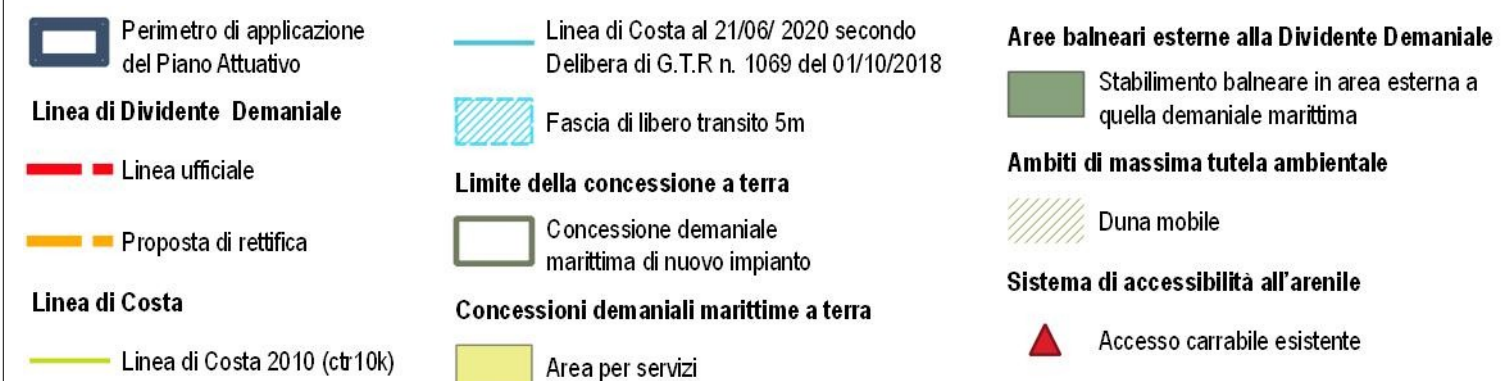 Perimetro di applicazione
del Piano Attuativo
Linea di Dividente Demaniale
Linea ufficiale
Proposta di rettifica
Linea di Costa
Linea di Costa 2010 (ctr10k)
Linea di Costa al 21/06/ 2020 secondo
Delibera di G.T.R n. 1069 del 01/10/2018
Fascia di libero transito 5m
Limite della concessione a terra
Concessione demaniale
marittima di nuovo impianto
Concessioni demaniali marittime a terra
Area per servizi
Aree balneari esterne alla Dividente Demaniale
Stabilimento balneare in area esterna a
quella demaniale marittima
Ambiti di massima tutela ambientale
Duna mobile
Sistema di accessibilità all'arenile
Accesso carrabile esistente